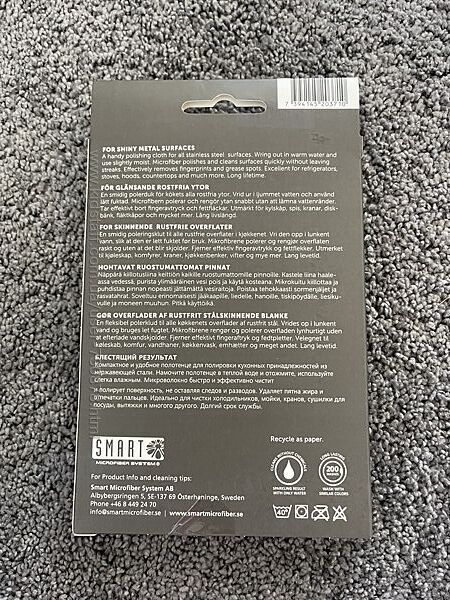 7 394145 203710
FOR SHINY METAL SURFACES
A handy polishing cloth for all stainless steel surfaces. Wring out in warm water and
use slightly moist. Microfiber polishes and cleans surfaces quickly without leaving
streaks. Effectively removes fingerprints and grease spots. Excellent for refrigerators,
stoves, hoods, countertops and much more. Long lifetime.
FÖR GLÄNSANDE ROSTFRIA YTOR
En smidig polerduk för kökets alla rostfria ytor. Vrid ur i ljummet vatten och använd
lätt fuktad. Microfibern polerar och rengör ytan snabbt utan att lämna vattenränder.
Tar effektivt bort fingeravtryck och fettfläckar. Utmärkt för kylskåp, spis, kranar, disk-
bänk, fläktkåpor och mycket mer. Lång livslängd.
FOR SKINNENDE RUSTFRIE OVERFLATER
En smidig poleringsklut til alle rustfrie overflater i kjøkkenet. Vri den opp i lunkent
vann, slik at den er lett fuktet før bruk. Mikrofibrene polerer og rengjør overflaten
raskt og uten at det blir skjolder. Fjerner effektivt fingeravtrykk og fettflekker. Utmerket
til kjøleskap, komfyrer, kraner, kjøkkenbenker, vifter og mye mer. Lang levetid.
HOHTAVAT RUOSTUMATTOMAT PINNAT
Näppärä kiillotusliina keittiön kaikille ruostumattomille pinnoille. Kastele liina haale-
assa vedessä, purista ylimääräinen vesi pois ja käytä kosteana. Mikrokuitu kiillottaa ja
puhdistaa pinnan nopeasti jättämättä vesiraitoja. Poistaa tehokkaasti sormenjäljet ja
rasvatahrat. Soveltuu erinomaisesti jääkaapille, liedelle, hanoille, tiskipöydälle, liesiku-
vulle ja moneen muuhun. Pitkä käyttöikä.
GØR OVERFLADER AF RUSTFRIT STÅL SKINNENDE BLANKE
En fleksibel poleklud til alle køkkenets overflader af rustfrit stål. Vrides op i lunkent
vand og bruges let fugtet. Mikrofibrene rengør og polerer overfladen lynhurtigt uden
at efterlade vandskjolder. Fjerner effektivt fingeraftryk og fedtpletter. Velegnet til
køleskab, komfur, vandhaner, køkkenvask, emhætter og meget andet. Lang levetid.
БЛЕСТЯЩИЙ РЕЗУЛЬТАТ
Компактное и удобное полотенце для полировки кухонных принадлежностей из
нержавеющей стали. Намочите полотенце в теплой воде и отожмите, используйте
слегка влажным. Микроволокно быстро и эффективно чистит
и полирует поверхность, не оставляя следов и разводов. Удаляет пятна жира и
отпечатки пальцев. Идеально для чистки холодильников, мойки, кранов, сушилки для
посуды, вытяжки и многого другого. Долгий срок службы.
SMART
MICROFIBER SYSTEM®
Recycle as paper.
For Product Info and cleaning tips:
Smart Microfiber System AB
Albybergsringen 5, SE-137 69 Österhaninge, Sweden
Phone +46 8 449 24 70
info@smartmicrofiber.se | www.smartmicrofiber.se
CLEAN WITHOUT CHEMICALS
SPARKLING RESULT
WITH ONLY WATER
LONG LASTING
200
WASH WITH
SIMILAR COLORS
40°